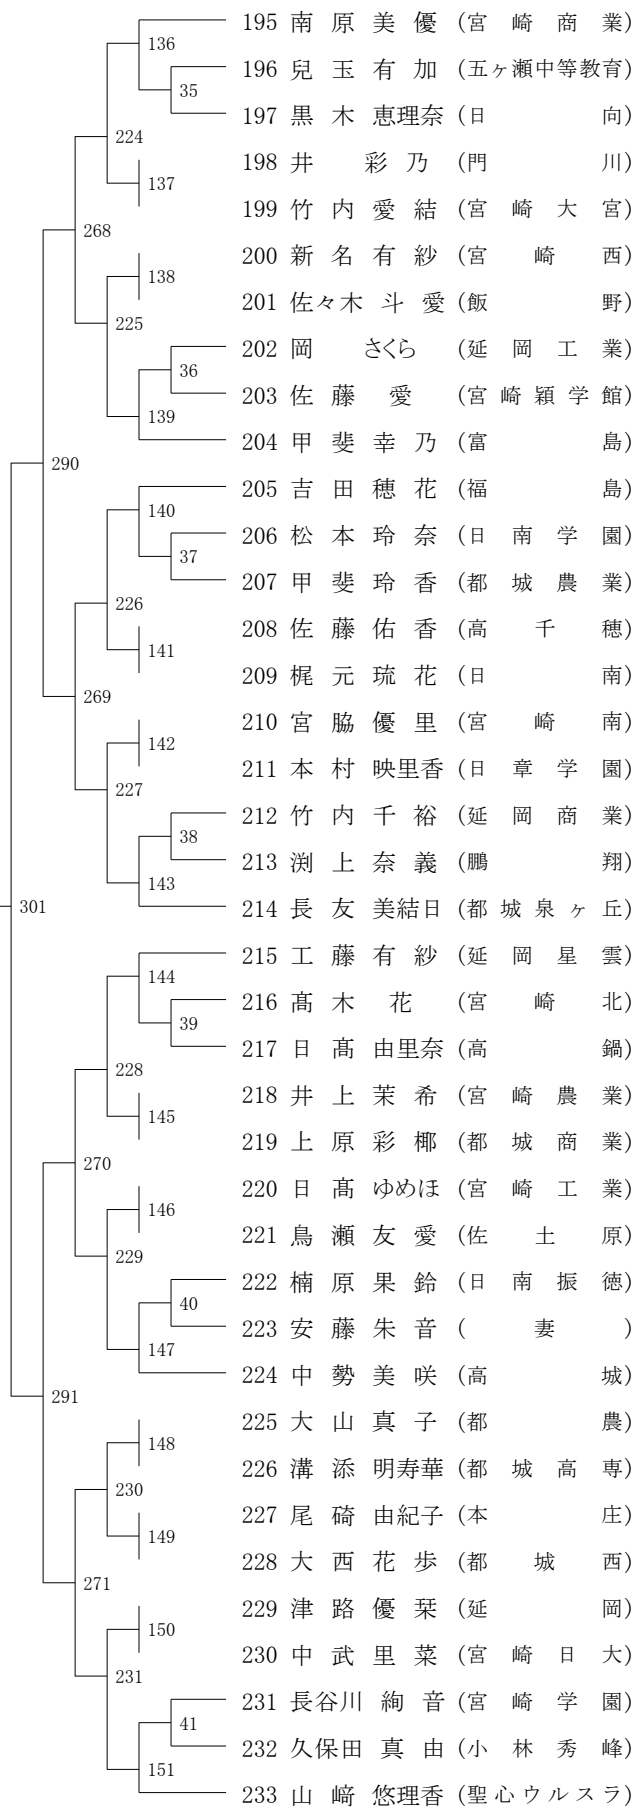 195 南原美優 (宮崎商業)
136
196 兒玉有加 (五ヶ瀬中等教育)
35
197 黒木恵理奈 (日向)
224
198 井彩乃 (門川)
137
199 竹内愛結 (宮崎大宮)
268
200 新名有紗 (宮崎西)
138
201 佐々木斗愛 (飯野)
225
202 岡さくら (延岡工業)
36
203 佐藤愛 (宮崎穎学館)
139
204 甲斐幸乃 (富島)
290
205 吉田穂花 (福島)
140
206 松本玲奈 (日南学園)
37
207 甲斐玲香 (都城農業)
226
208 佐藤佑香 (高千穂)
141
209 梶元琉花 (日南)
269
210 宮脇優里 (宮崎南)
142
211 本村映里香 (日章学園)
227
212 竹内千裕 (延岡商業)
38
213 渕上奈義 (鵬翔)
143
214 長友美結日 (都城泉ヶ丘)
301
215 工藤有紗 (延岡星雲)
144
216 髙木花 (宮崎北)
39
217 日髙由里奈 (高鍋)
228
218 井上茉希 (宮崎農業)
145
219 上原彩椰 (都城商業)
270
220 日髙ゆめほ (宮崎工業)
146
221 鳥瀬友愛 (佐土原)
229
222 楠原果鈴 (日南振徳)
40
223 安藤朱音 (妻)
147
224 中勢美咲 (高城)
291
225 大山真子 (都農)
148
226 溝添明寿華 (都城高専)
230
227 尾碕由紀子 (本庄)
149
228 大西花歩 (都城西)
271
229 津路優栞 (延岡)
150
230 中武里菜 (宮崎日大)
231
231 長谷川絢音 (宮崎学園)
41
232 久保田真由 (小林秀峰)
151
233 山﨑悠理香 (聖心ウルスラ)